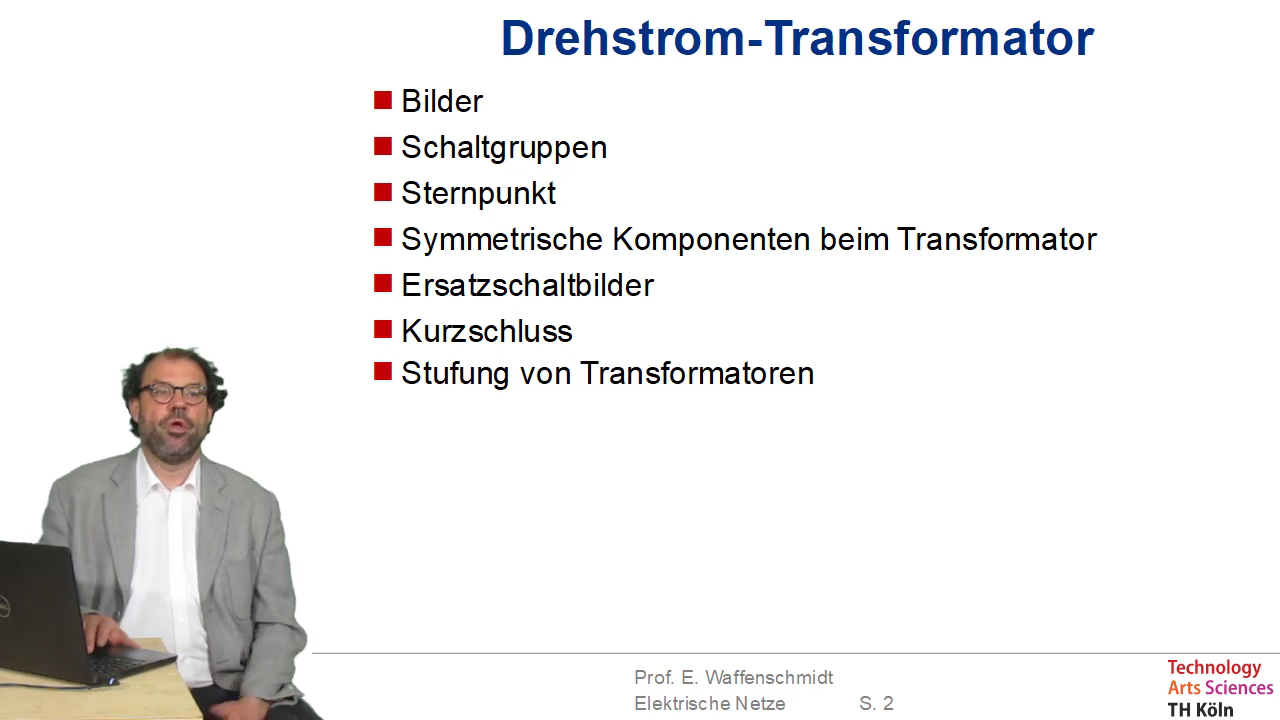 Drehstrom-Transformator
Bilder
Schaltgruppen
Sternpunkt
Symmetrische Komponenten beim Transformator
Ersatzschaltbilder
Kurzschluss
Stufung von Transformatoren
Prof. E. Waffenschmidt
Elektrische Netze S. 2
Technology
Arts Sciences
TH Köln